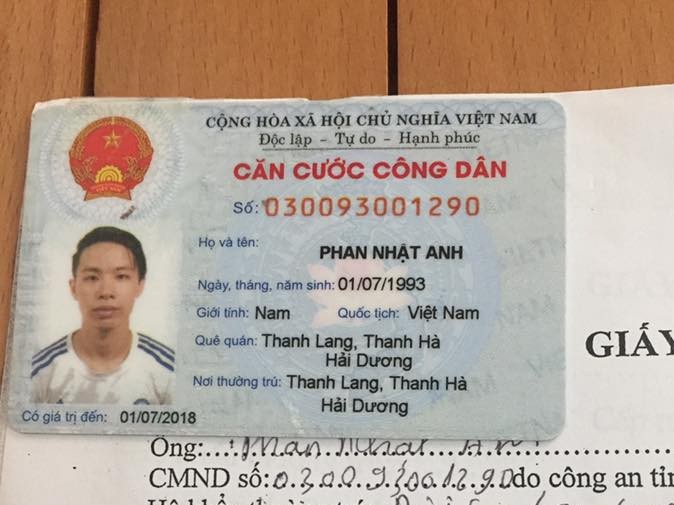 CỘNG HÒA XÃ HỘI CHỦ NGHĨA VIỆT NAM
Độc lập - Tự do - Hạnh phúc
CĂN CƯỚC CÔNG DÂN
Số: 030093001290
Họ và tên: PHAN NHẬT ANH
Ngày, tháng, năm sinh: 01/07/1993
Giới tính: Nam Quốc tịch: Việt Nam
Quê quán: Thanh Lang, Thanh Hà
Hải Dương
Nơi thường trú: Thanh Lang, Thanh Hà
Hải Dương
Có giá trị đến: 01/07/2018
GIẤY
Ông: Phan Nhật Anh
CMND số: 030093001290 do công an tỉn